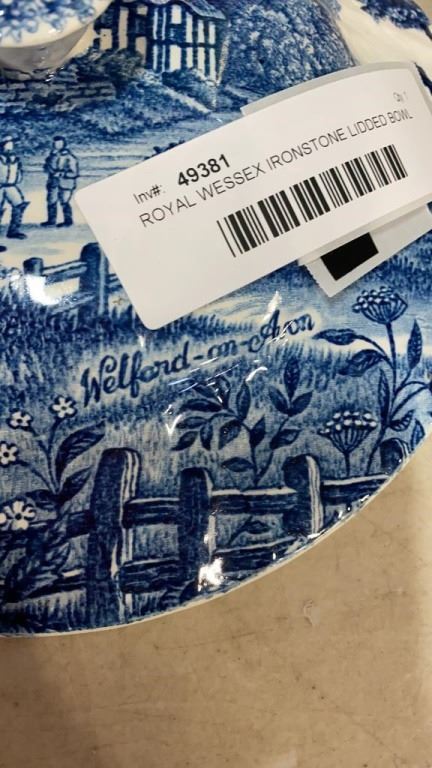 Qty 1
Inv#: 49381
ROYAL WESSEX IRONSTONE LIDDED BOWL
Welford-on-Avon